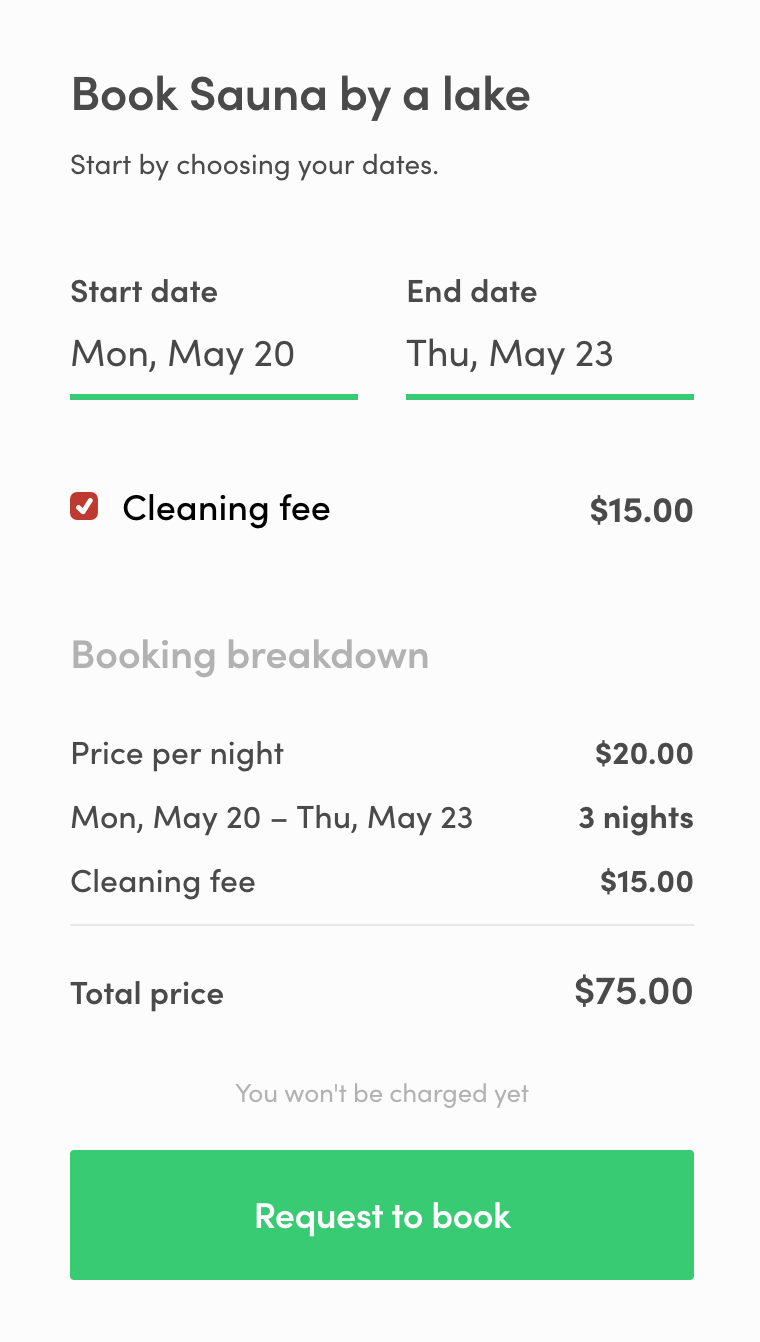 Book Sauna by a lake
Start by choosing your dates.
Start date End date
Mon, May 20 Thu, May 23
Cleaning fee $15.00
Booking breakdown
Price per night $20.00
Mon, May 20 – Thu, May 23 3 nights
Cleaning fee $15.00
Total price $75.00
You won't be charged yet
Request to book